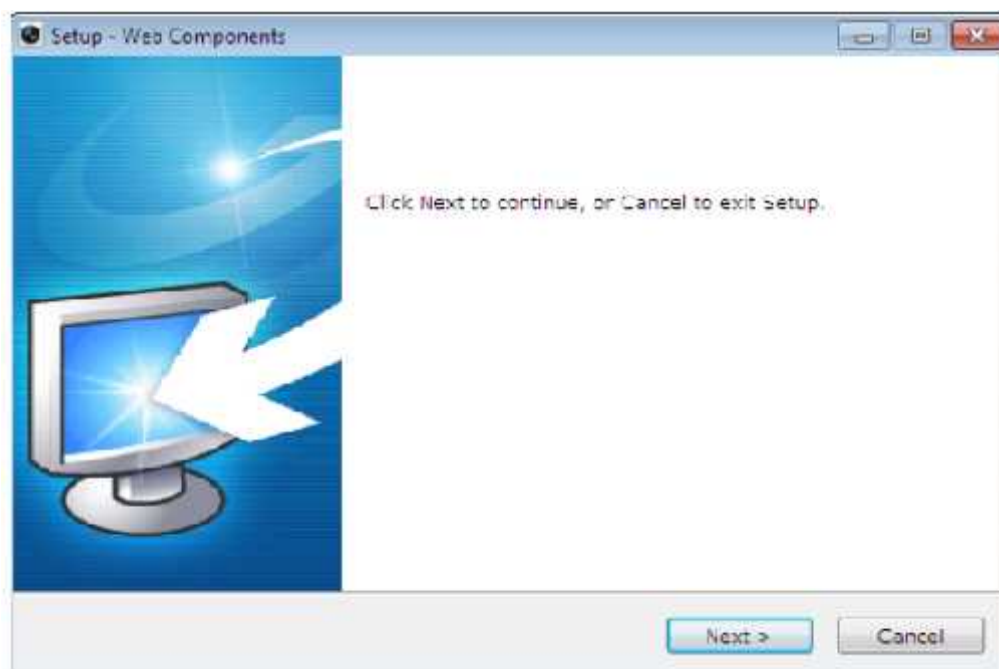 Setup - Web Components
Click Next to continue, or Cancel to exit Setup.
Next >
Cancel